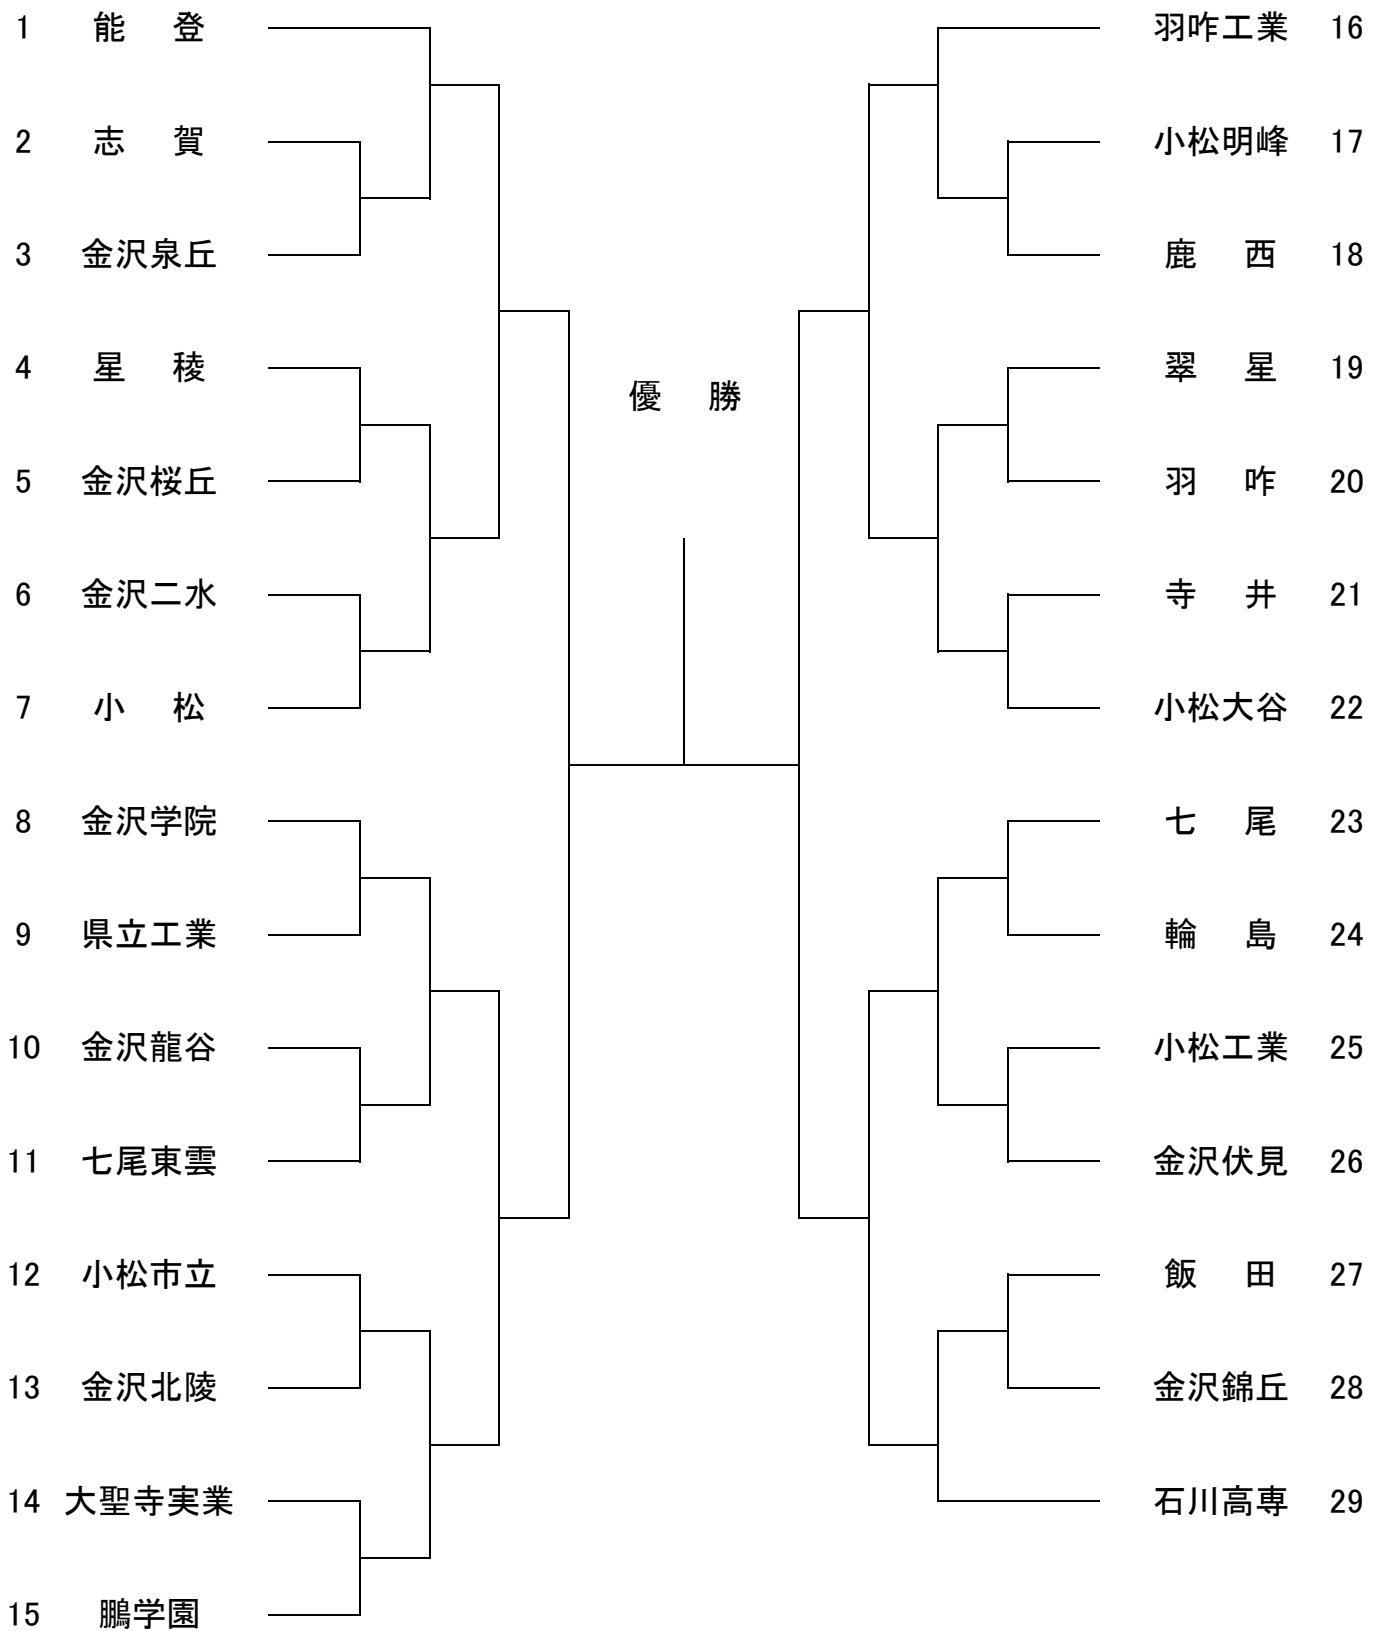 1 能 登
2 志 賀
3 金沢泉丘
4 星 稜
5 金沢桜丘
6 金沢二水
7 小 松
8 金沢学院
9 県立工業
10 金沢龍谷
11 七尾東雲
12 小松市立
13 金沢北陵
14 大聖寺実業
15 鵬学園
優 勝
羽咋工業 16
小松明峰 17
鹿 西 18
翠 星 19
羽 咋 20
寺 井 21
小松大谷 22
七 尾 23
輪 島 24
小松工業 25
金沢伏見 26
飯 田 27
金沢錦丘 28
石川高専 29